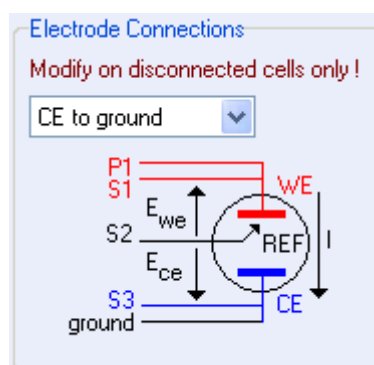 Electrode Connections
Modify on disconnected cells only !
CE to ground
P1
S1
WE
Ewe
S2
REF
I
Ece
S3
CE
ground